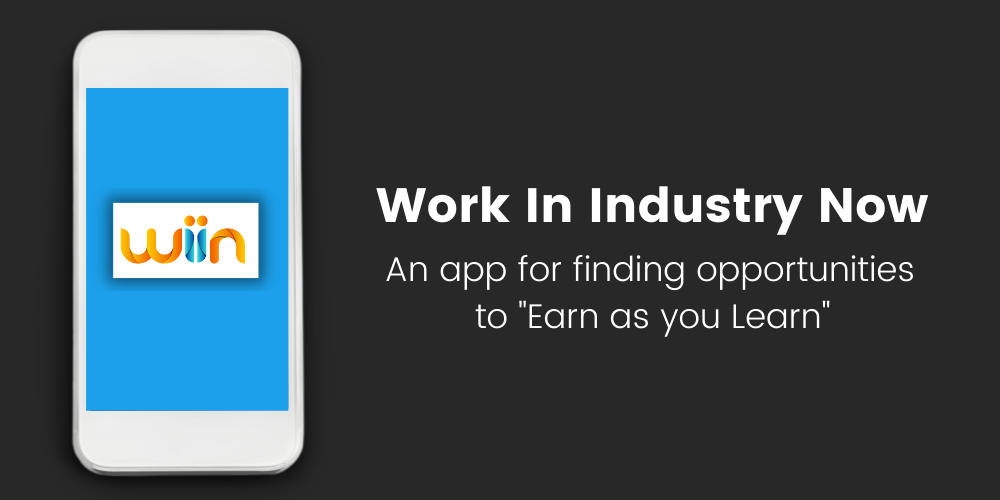 wiin
Work In Industry Now
An app for finding opportunities
to "Earn as you Learn"